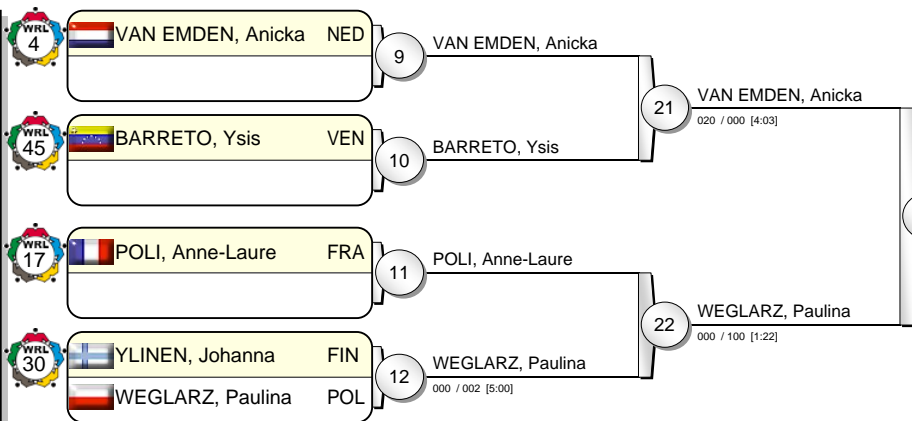 WRL
4
VAN EMDEN, Anicka NED
9
VAN EMDEN, Anicka
21
VAN EMDEN, Anicka
020 / 000 [4:03]
WRL
45
BARRETO, Ysis VEN
10
BARRETO, Ysis
WRL
17
POLI, Anne-Laure FRA
11
POLI, Anne-Laure
22
WEGLARZ, Paulina
000 / 100 [1:22]
WRL
30
YLINEN, Johanna FIN
WEGLARZ, Paulina POL
12
WEGLARZ, Paulina
000 / 002 [5:00]